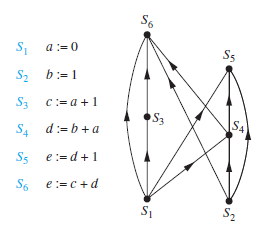 S₁ a := 0
S₂ b := 1
S₃ c := a + 1
S₄ d := b + a
S₅ e := d + 1
S₆ e := c + d
S₆
S₅
S₃
S₄
S₁
S₂